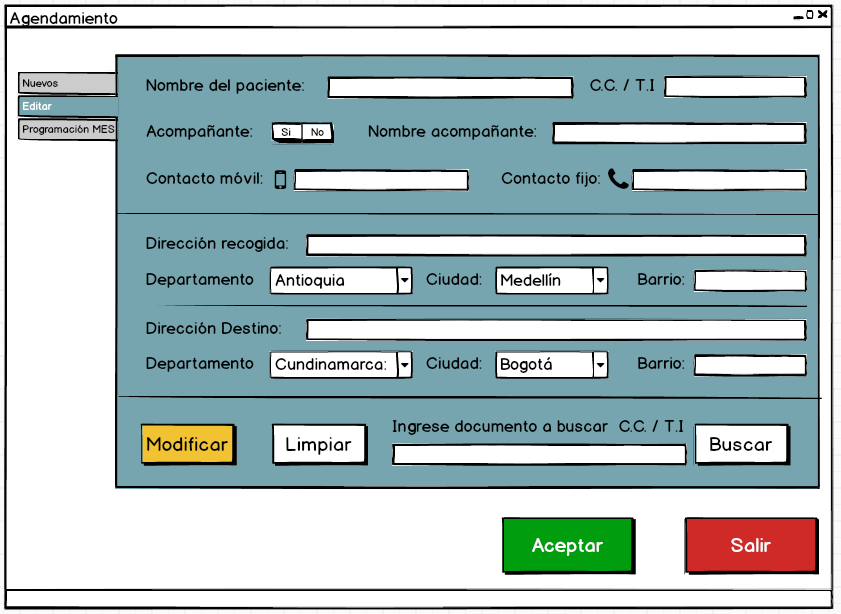 Agendamiento
Nuevos
Editar
Programación MES
Nombre del paciente: C.C. / T.I
Acompañante: Si No Nombre acompañante:
Contacto móvil: Contacto fijo:
Dirección recogida:
Departamento Antioquia Ciudad: Medellín Barrio:
Dirección Destino:
Departamento Cundinamarca: Ciudad: Bogotá Barrio:
Ingrese documento a buscar C.C. / T.I
Modificar Limpiar Buscar
Aceptar Salir